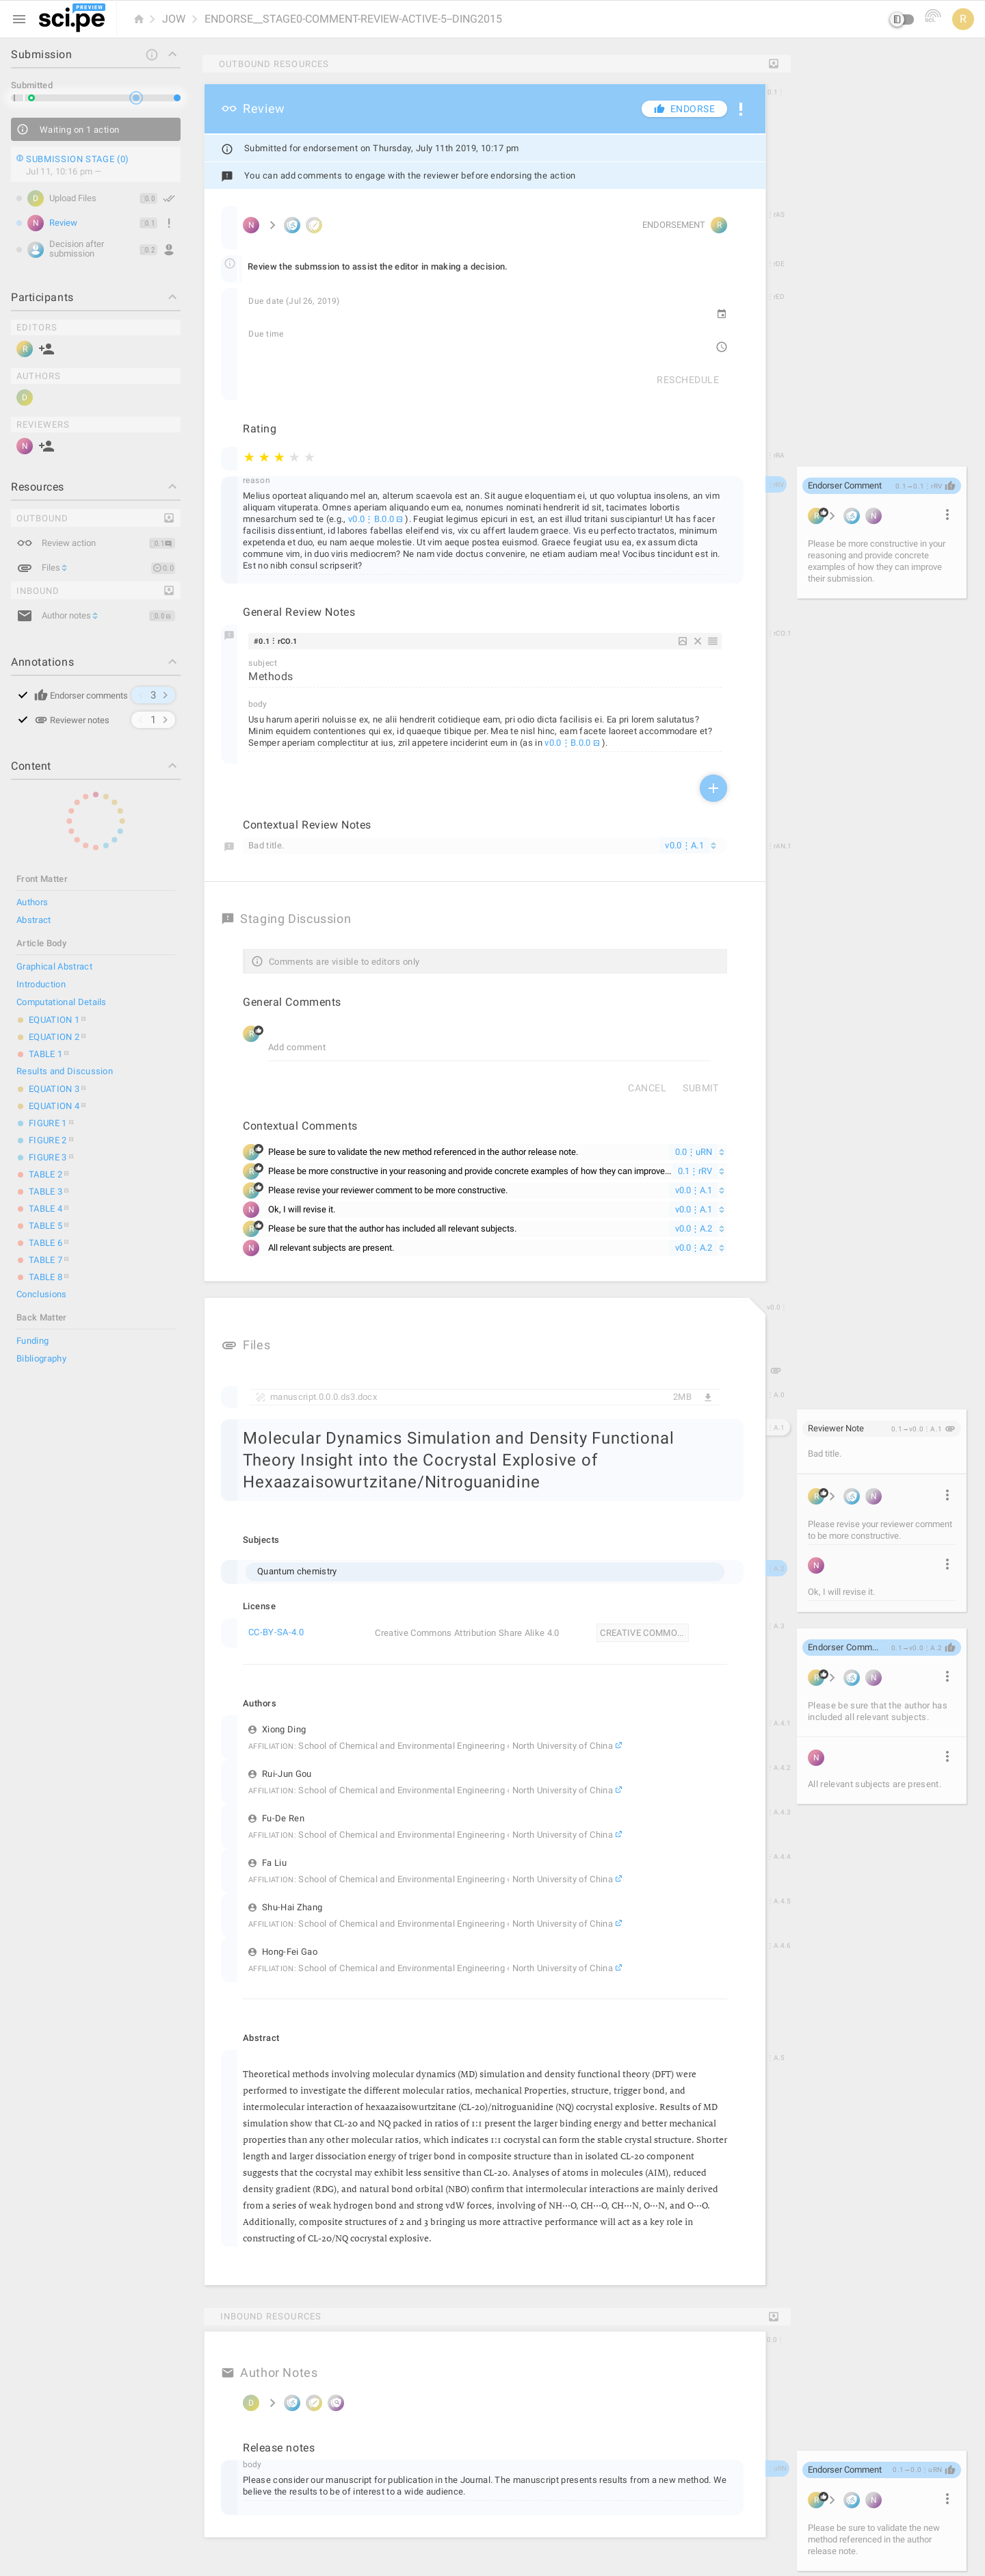 sci.pe PREVIEW
JOW
ENDORSE__STAGE0-COMMENT-REVIEW-ACTIVE-5--DING2015
R
Submission
Submitted
Waiting on 1 action
SUBMISSION STAGE (0)
Jul 11, 10:16 pm —
D Upload Files 0.0
N Review 0.1
Decision after
submission 0.2
Participants
EDITORS
R
AUTHORS
D
REVIEWERS
N
Resources
OUTBOUND
Review action 0.1
Files 0.0
INBOUND
Author notes 0.0
Annotations
Endorser comments 3
Reviewer notes 1
Content
Front Matter
Authors
Abstract
Article Body
Graphical Abstract
Introduction
Computational Details
EQUATION 1
EQUATION 2
TABLE 1
Results and Discussion
EQUATION 3
EQUATION 4
FIGURE 1
FIGURE 2
FIGURE 3
TABLE 2
TABLE 3
TABLE 4
TABLE 5
TABLE 6
TABLE 7
TABLE 8
Conclusions
Back Matter
Funding
Bibliography
OUTBOUND RESOURCES
Review
ENDORSE
0.1
Submitted for endorsement on Thursday, July 11th 2019, 10:17 pm
You can add comments to engage with the reviewer before endorsing the action
N
ENDORSEMENT R
rAS
Review the submssion to assist the editor in making a decision.
rDE
Due date (Jul 26, 2019)
rED
Due time
RESCHEDULE
Rating
rRA
reason
rRV
Melius oporteat aliquando mel an, alterum scaevola est an. Sit augue eloquentiam ei, ut quo voluptua insolens, an vim
aliquam vituperata. Omnes aperiam aliquando eum ea, nonumes nominati hendrerit id sit, mei at compales. Tacimates lobortis
mnesarchum sed te (e.g., v0.0⋮B.0.0 ). Feugiat legimus epicuri in est, an est illud tritani suscipiantur! Ut has facer
facilisis dissentiunt, id labores fabellas eleifend vis, vix cu affert tation graece. Vis eu perfecto tractatos, minimum
expetenda et duo, eu nam aeque molestie. Ut vim aeque postea euismod. Graece feugiat usu ea, ex assum dicta
commune vim, in duo viris mediocrem? Ne nam vide doctus convenire, ne etiam audiam mea! Vocibus tincidunt est in.
Est no nibh consul scripserit?
General Review Notes
rCO.1
#0.1⋮rCO.1
subject
Methods
body
Usu harum aperiri noluisse ex, ne alii hendrerit cotidieque eam, pri odio dicta facilisis ei. Ea pri lorem salutatus?
Minim equidem contentiones qui ex, id quaeque tibique per. Mea te nisl hinc, eam facete laoreet accommodare et?
Semper aperiam complectitur at ius, zril appetere inciderint eum in (as in v0.0⋮B.0.0 ).
Contextual Review Notes
Bad title. v0.0⋮A.1
rAN.1
Staging Discussion
Comments are visible to editors only
General Comments
R
Add comment
CANCEL SUBMIT
Contextual Comments
R Please be sure to validate the new method referenced in the author release note. 0.0⋮uRN
R Please be more constructive in your reasoning and provide concrete examples of how they can improve... 0.1⋮rRV
R Please revise your reviewer comment to be more constructive. v0.0⋮A.1
N Ok, I will revise it. v0.0⋮A.1
R Please be sure that the author has included all relevant subjects. v0.0⋮A.2
N All relevant subjects are present. v0.0⋮A.2
v0.0
Files
manuscript.0.0.0.ds3.docx 2MB
A.0
A.1
Molecular Dynamics Simulation and Density Functional
Theory Insight into the Cocrystal Explosive of
Hexaazaisowurtzitane/Nitroguanidine
Subjects
Quantum chemistry
A.2
License
CC-BY-SA-4.0 Creative Commons Attribution Share Alike 4.0 CREATIVE COMMO...
A.3
Authors
Xiong Ding
A.4.1
AFFILIATION: School of Chemical and Environmental Engineering ‹ North University of China
Rui-Jun Gou
A.4.2
AFFILIATION: School of Chemical and Environmental Engineering ‹ North University of China
Fu-De Ren
A.4.3
AFFILIATION: School of Chemical and Environmental Engineering ‹ North University of China
Fa Liu
A.4.4
AFFILIATION: School of Chemical and Environmental Engineering ‹ North University of China
Shu-Hai Zhang
A.4.5
AFFILIATION: School of Chemical and Environmental Engineering ‹ North University of China
Hong-Fei Gao
A.4.6
AFFILIATION: School of Chemical and Environmental Engineering ‹ North University of China
Abstract
A.5
Theoretical methods involving molecular dynamics (MD) simulation and density functional theory (DFT) were
performed to investigate the different molecular ratios, mechanical Properties, structure, trigger bond, and
intermolecular interaction of hexaazaisowurtzitane (CL-20)/nitroguanidine (NQ) cocrystal explosive. Results of MD
simulation show that CL-20 and NQ packed in ratios of 1:1 present the larger binding energy and better mechanical
properties than any other molecular ratios, which indicates 1:1 cocrystal can form the stable crystal structure. Shorter
length and larger dissociation energy of triger bond in composite structure than in isolated CL-20 component
suggests that the cocrystal may exhibit less sensitive than CL-20. Analyses of atoms in molecules (AIM), reduced
density gradient (RDG), and natural bond orbital (NBO) confirm that intermolecular interactions are mainly derived
from a series of weak hydrogen bond and strong vdW forces, involving of NH···O, CH···O, CH···N, O···N, and O···O.
Additionally, composite structures of 2 and 3 bringing us more attractive performance will act as a key role in
constructing of CL-20/NQ cocrystal explosive.
INBOUND RESOURCES
0.0
Author Notes
D
Release notes
body
uRN
Please consider our manuscript for publication in the Journal. The manuscript presents results from a new method. We
believe the results to be of interest to a wide audience.
Endorser Comment 0.1→0.1⋮rRV
R N
Please be more constructive in your
reasoning and provide concrete
examples of how they can improve
their submission.
Reviewer Note 0.1→v0.0⋮A.1
Bad title.
R N
Please revise your reviewer comment
to be more constructive.
N
Ok, I will revise it.
Endorser Comm... 0.1→v0.0⋮A.2
R N
Please be sure that the author has
included all relevant subjects.
N
All relevant subjects are present.
Endorser Comment 0.1→0.0⋮uRN
R N
Please be sure to validate the new
method referenced in the author
release note.